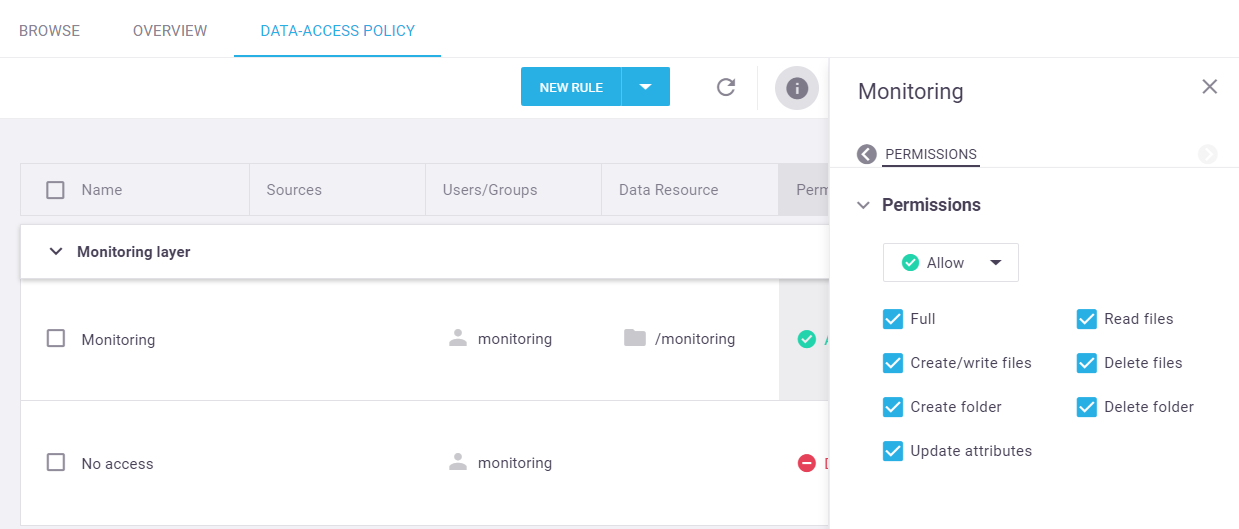 BROWSE OVERVIEW DATA-ACCESS POLICY
NEW RULE
Monitoring
PERMISSIONS
Name Sources Users/Groups Data Resource Perm
Permissions
Monitoring layer
Allow
Full Read files
Monitoring monitoring /monitoring
Create/write files Delete files
Create folder Delete folder
Update attributes
No access monitoring